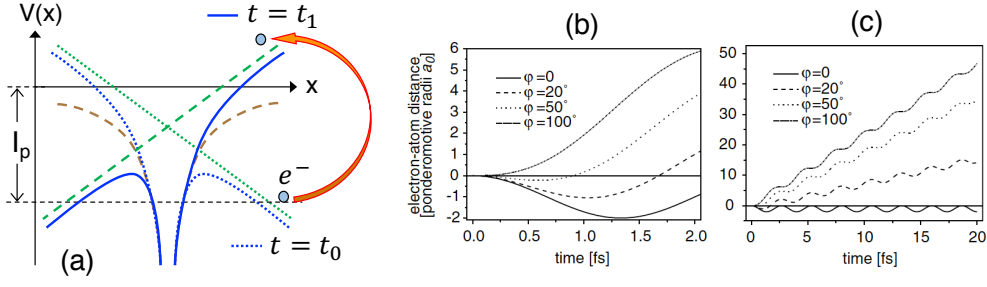 V(x)
t = t₁
x
Iₚ
e⁻
t = t₀
(a)
(b)
electron-atom distance
[ponderomotive radii a₀]
6
5
4
3
2
1
0
-1
-2
φ=0
φ=20°
φ=50°
φ=100°
0.0 0.5 1.0 1.5 2.0
time [fs]
(c)
50
40
30
20
10
0
φ=0
φ=20°
φ=50°
φ=100°
0 5 10 15 20
time [fs]